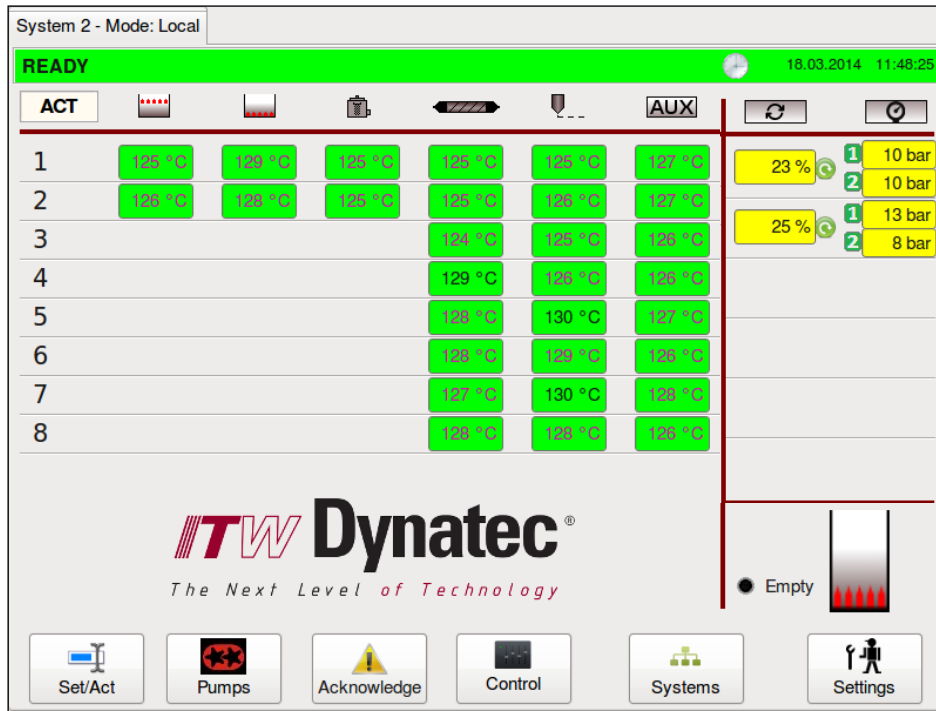 System 2 - Mode: Local
READY 18.03.2014 11:48:25
ACT AUX
1 125 °C 129 °C 125 °C 125 °C 125 °C 127 °C 23 % 1 10 bar
2 10 bar
2 126 °C 128 °C 125 °C 125 °C 126 °C 127 °C 25 % 1 13 bar
2 8 bar
3 124 °C 125 °C 126 °C
4 129 °C 126 °C 126 °C
5 128 °C 130 °C 127 °C
6 128 °C 129 °C 126 °C
7 127 °C 130 °C 128 °C
8 128 °C 128 °C 126 °C
ITW Dynatec®
The Next Level of Technology
Empty
Set/Act Pumps Acknowledge Control Systems Settings